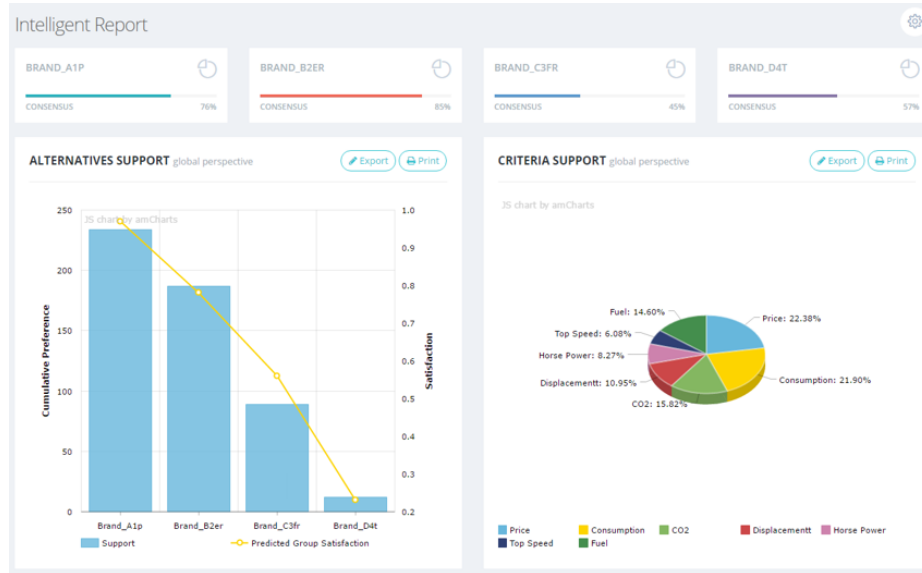 Intelligent Report
BRAND_A1P
CONSENSUS 76%
BRAND_B2ER
CONSENSUS 85%
BRAND_C3FR
CONSENSUS 45%
BRAND_D4T
CONSENSUS 57%
ALTERNATIVES SUPPORT global perspective
Export Print
JS chart by amCharts
250
200
150
100
50
0
Cumulative Preference
1.0
0.9
0.8
0.7
0.6
0.5
0.4
0.3
0.2
Satisfaction
Brand_A1p Brand_B2er Brand_C3fr Brand_D4t
Support Predicted Group Satisfaction
CRITERIA SUPPORT global perspective
Export Print
JS chart by amCharts
Fuel: 14.60%
Price: 22.38%
Top Speed: 6.08%
Horse Power: 8.27%
Displacementt: 10.95%
Consumption: 21.90%
CO2: 15.82%
Price Consumption CO2 Displacementt Horse Power
Top Speed Fuel